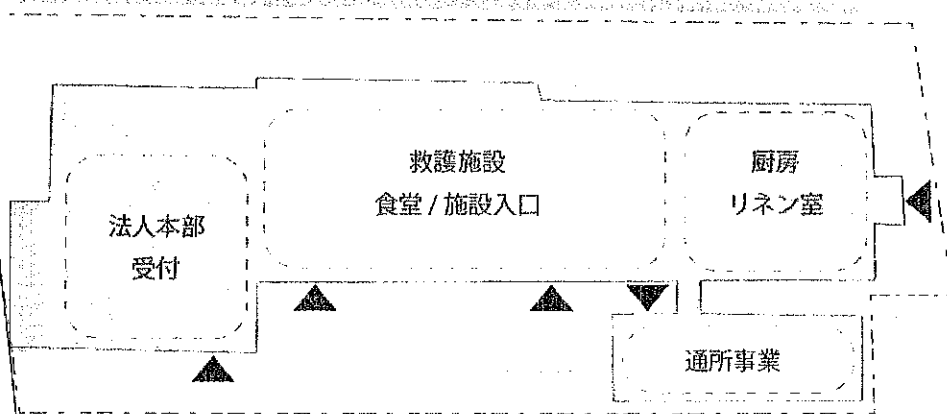 救護施設
食堂 / 施設入口
厨房
リネン室
法人本部
受付
通所事業